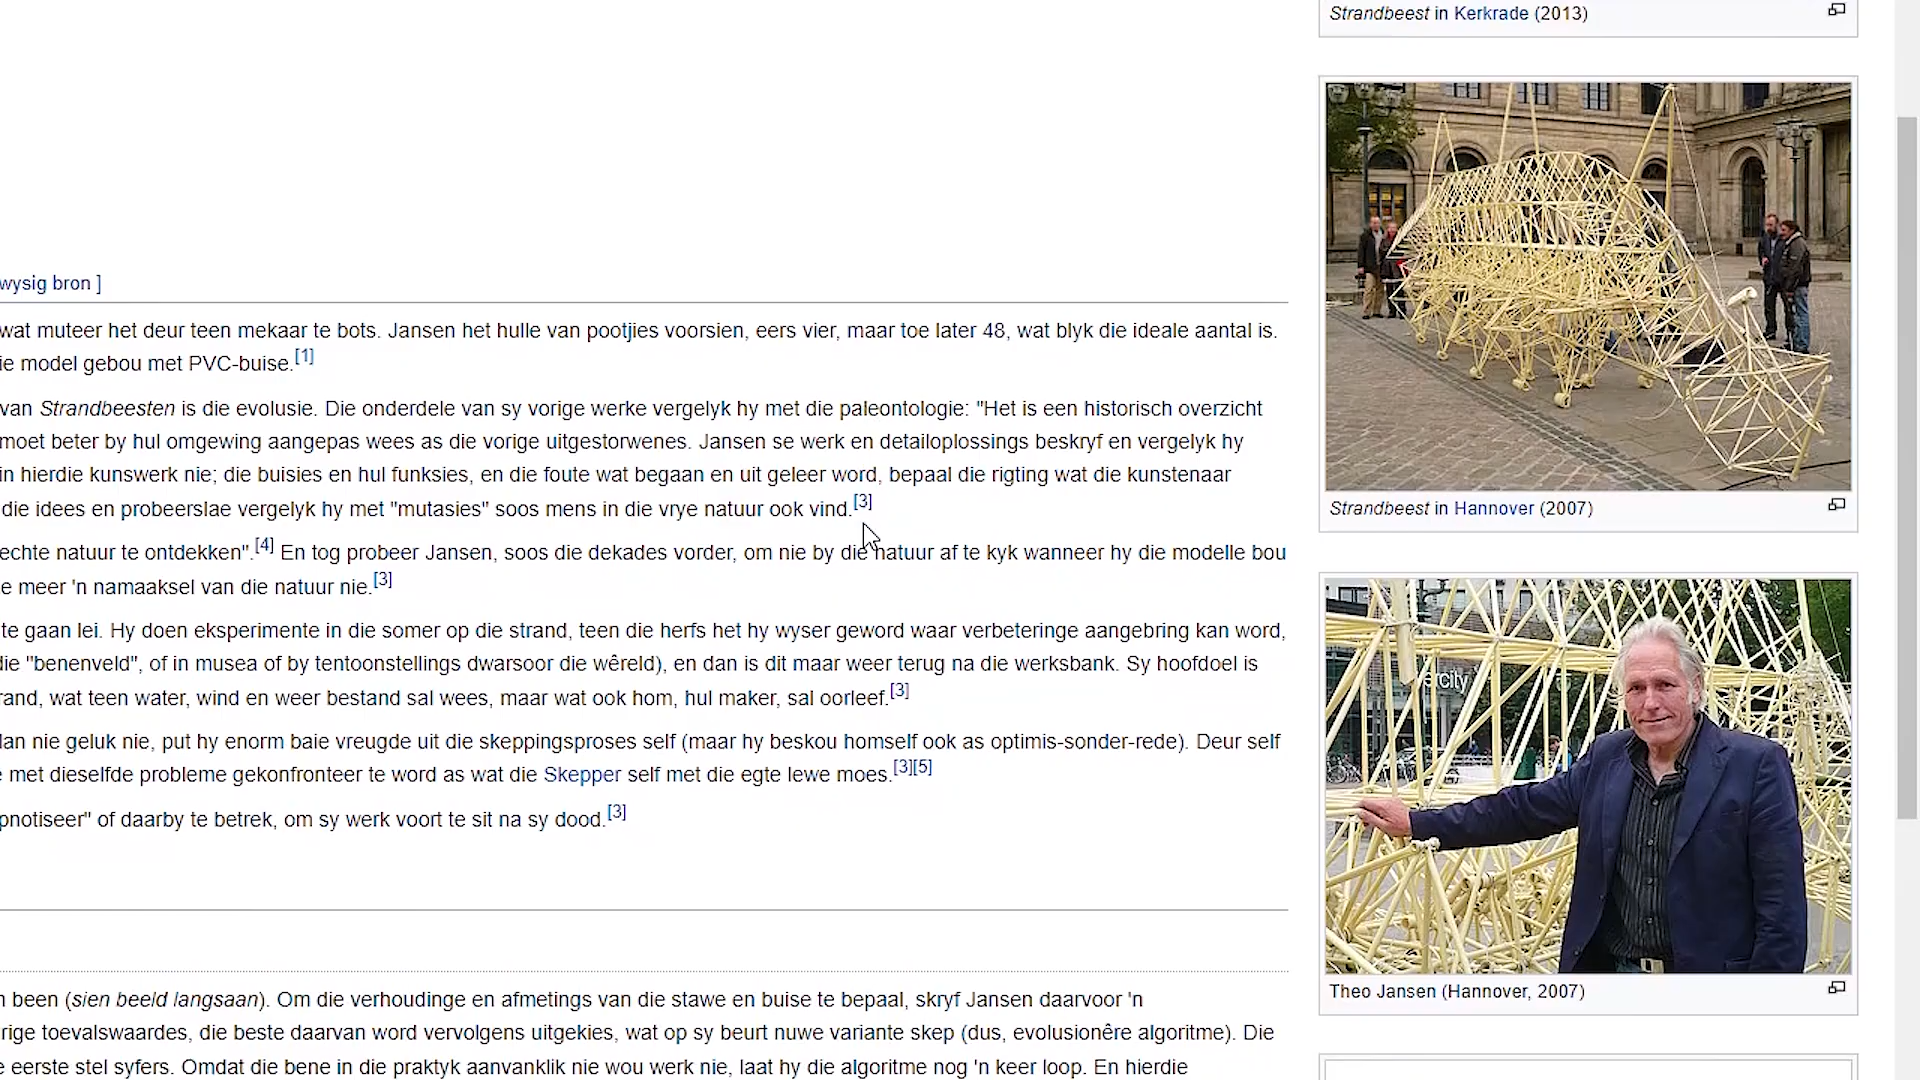 Strandbeest in Kerkrade (2013)
wysig bron ]
wat muteer het deur teen mekaar te bots. Jansen het hulle van pootjies voorsien, eers vier, maar toe later 48, wat blyk die ideale aantal is.
ie model gebou met PVC-buise.[1]
van Strandbeesten is die evolusie. Die onderdele van sy vorige werke vergelyk hy met die paleontologie: "Het is een historisch overzicht
moet beter by hul omgewing aangepas wees as die vorige uitgestorwenes. Jansen se werk en detailoplossings beskryf en vergelyk hy
in hierdie kunswerk nie; die buisies en hul funksies, en die foute wat begaan en uit geleer word, bepaal die rigting wat die kunstenaar
die idees en probeerslae vergelyk hy met "mutasies" soos mens in die vrye natuur ook vind.[3]
echte natuur te ontdekken".[4] En tog probeer Jansen, soos die dekades vorder, om nie by die natuur af te kyk wanneer hy die modelle bou
e meer 'n namaaksel van die natuur nie.[3]
te gaan lei. Hy doen eksperimente in die somer op die strand, teen die herfs het hy wyser geword waar verbeteringe aangebring kan word,
die "benenveld", of in musea of by tentoonstellings dwarsoor die wêreld), en dan is dit maar weer terug na die werksbank. Sy hoofdoel is
rand, wat teen water, wind en weer bestand sal wees, maar wat ook hom, hul maker, sal oorleef.[3]
dan nie geluk nie, put hy enorm baie vreugde uit die skeppingsproses self (maar hy beskou homself ook as optimis-sonder-rede). Deur self
e met dieselfde probleme gekonfronteer te word as wat die Skepper self met die egte lewe moes.[3][5]
pnotiseer" of daarby te betrek, om sy werk voort te sit na sy dood.[3]
n been (sien beeld langsaan). Om die verhoudinge en afmetings van die stawe en buise te bepaal, skryf Jansen daarvoor 'n
rige toevalswaardes, die beste daarvan word vervolgens uitgekies, wat op sy beurt nuwe variante skep (dus, evolusionêre algoritme). Die
e eerste stel syfers. Omdat die bene in die praktyk aanvanklik nie wou werk nie, laat hy die algoritme nog 'n keer loop. En hierdie
Strandbeest in Hannover (2007)
city
Theo Jansen (Hannover, 2007)